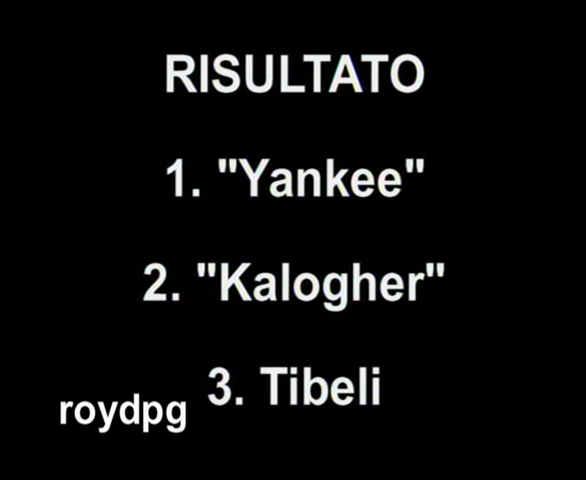 RISULTATO
1. "Yankee"
2. "Kalogher"
3. Tibeli
roydpg